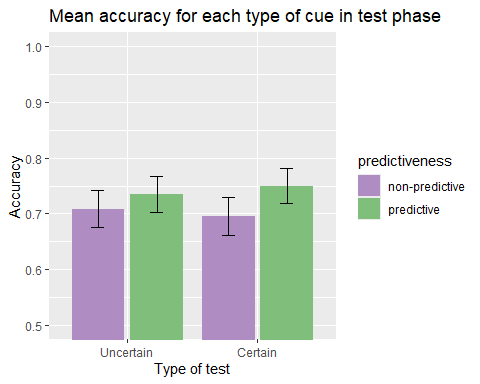 Mean accuracy for each type of cue in test phase
Accuracy
1.0
0.9
0.8
0.7
0.6
0.5
Uncertain
Certain
Type of test
predictiveness
non-predictive
predictive